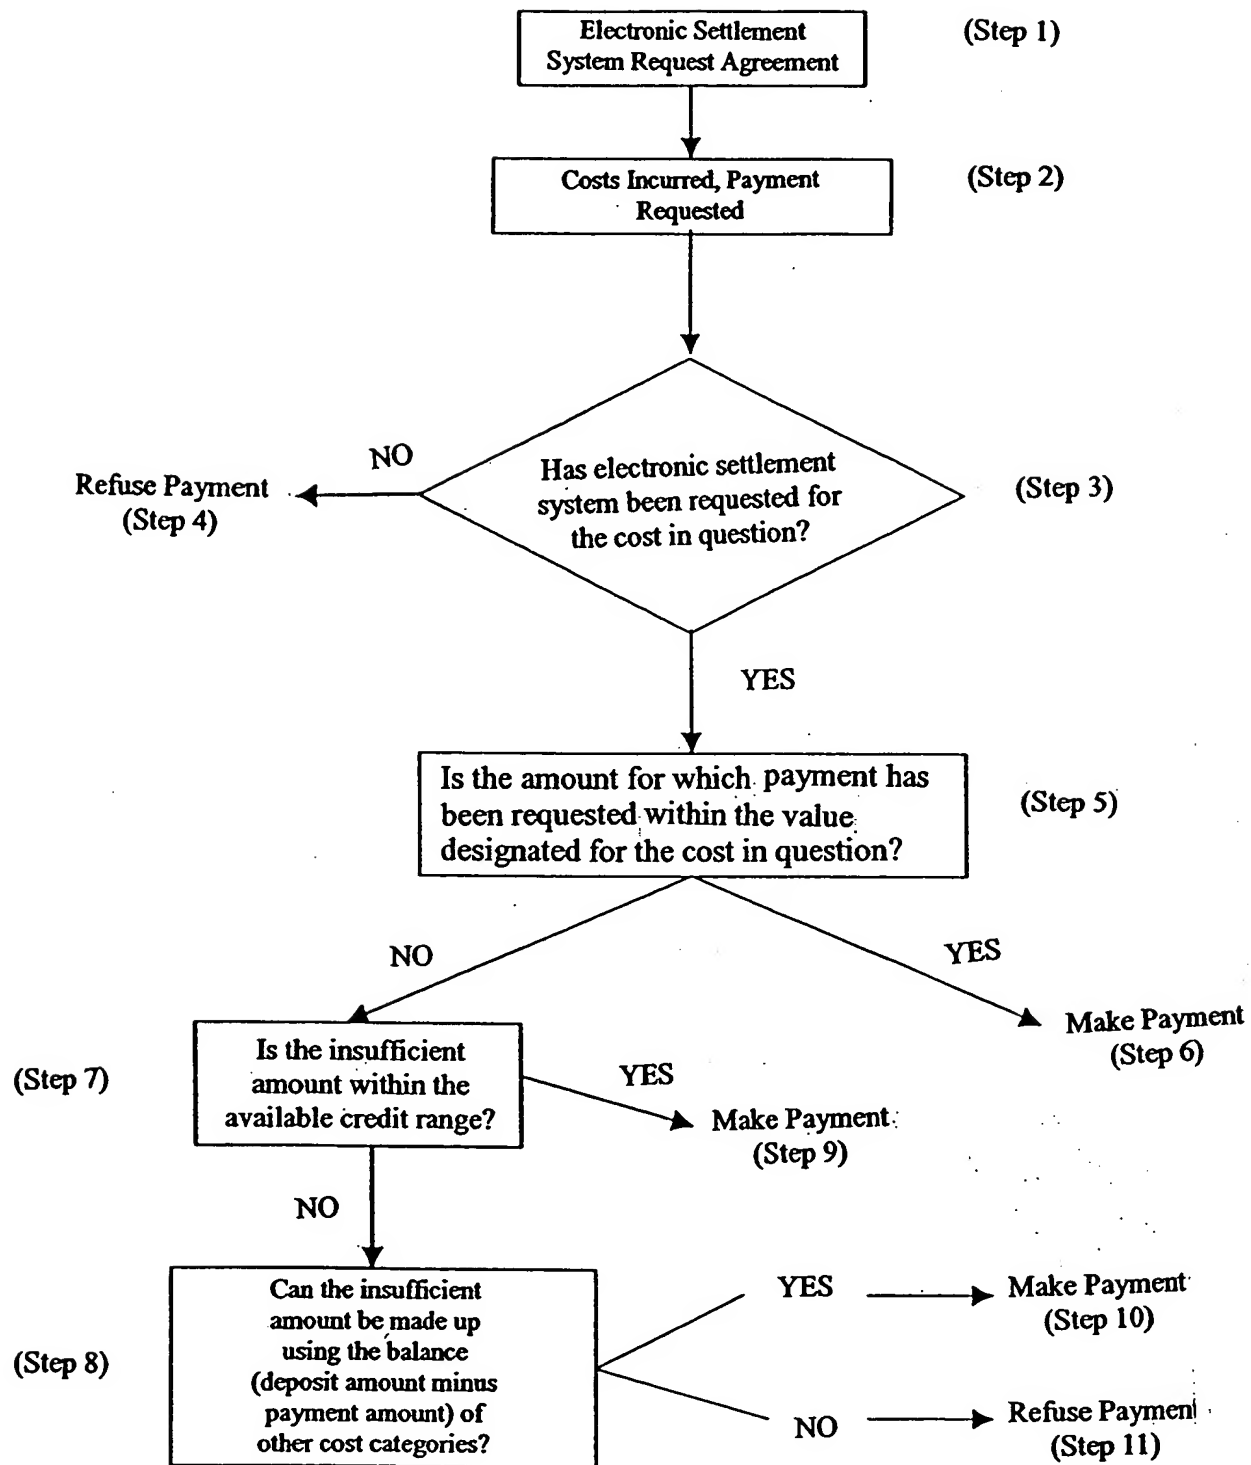 Electronic Settlement
System Request Agreement
(Step 1)
Costs Incurred, Payment
Requested
(Step 2)
Has electronic settlement
system been requested for
the cost in question?
(Step 3)
NO
Refuse Payment
(Step 4)
YES
Is the amount for which payment has
been requested within the value
designated for the cost in question?
(Step 5)
NO
YES
Make Payment
(Step 6)
(Step 7)
Is the insufficient
amount within the
available credit range?
YES
Make Payment
(Step 9)
NO
(Step 8)
Can the insufficient
amount be made up
using the balance
(deposit amount minus
payment amount) of
other cost categories?
YES
Make Payment
(Step 10)
NO
Refuse Payment
(Step 11)